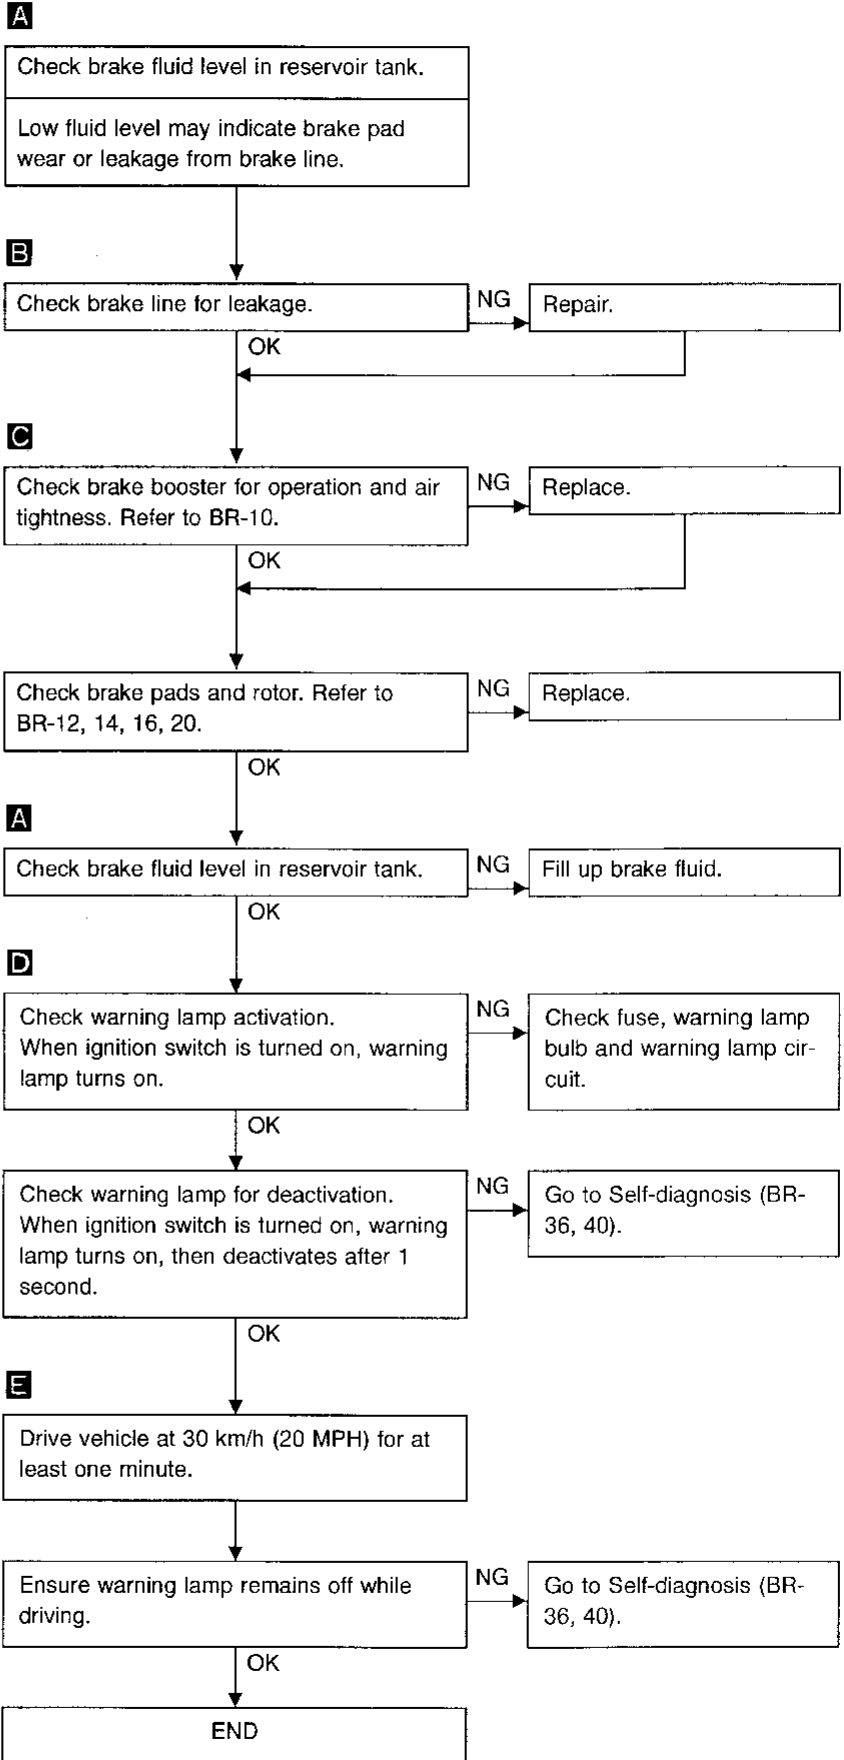 A
Check brake fluid level in reservoir tank.
Low fluid level may indicate brake pad
wear or leakage from brake line.
B
Check brake line for leakage.
NG
Repair.
OK
C
Check brake booster for operation and air
tightness. Refer to BR-10.
NG
Replace.
OK
Check brake pads and rotor. Refer to
BR-12, 14, 16, 20.
NG
Replace.
OK
A
Check brake fluid level in reservoir tank.
NG
Fill up brake fluid.
OK
D
Check warning lamp activation.
When ignition switch is turned on, warning
lamp turns on.
NG
Check fuse, warning lamp
bulb and warning lamp cir-
cuit.
OK
Check warning lamp for deactivation.
When ignition switch is turned on, warning
lamp turns on, then deactivates after 1
second.
NG
Go to Self-diagnosis (BR-
36, 40).
OK
E
Drive vehicle at 30 km/h (20 MPH) for at
least one minute.
Ensure warning lamp remains off while
driving.
NG
Go to Self-diagnosis (BR-
36, 40).
OK
END